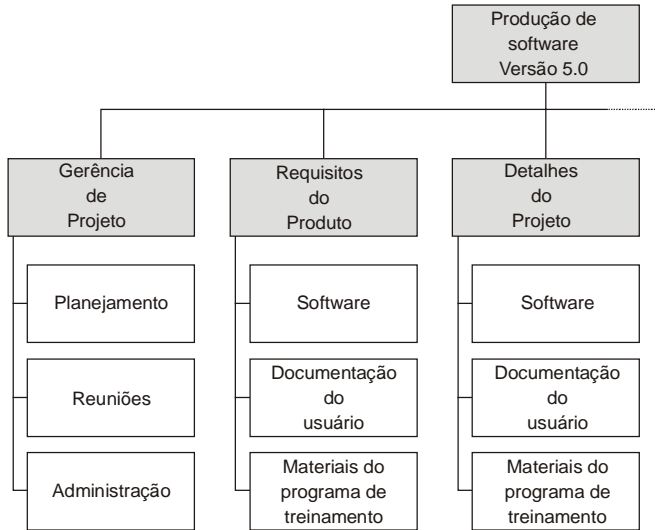 Produção de
software
Versão 5.0
Gerência
de
Projeto
Requisitos
do
Produto
Detalhes
do
Projeto
Planejamento
Software
Software
Reuniões
Documentação
do
usuário
Documentação
do
usuário
Administração
Materiais do
programa de
treinamento
Materiais do
programa de
treinamento